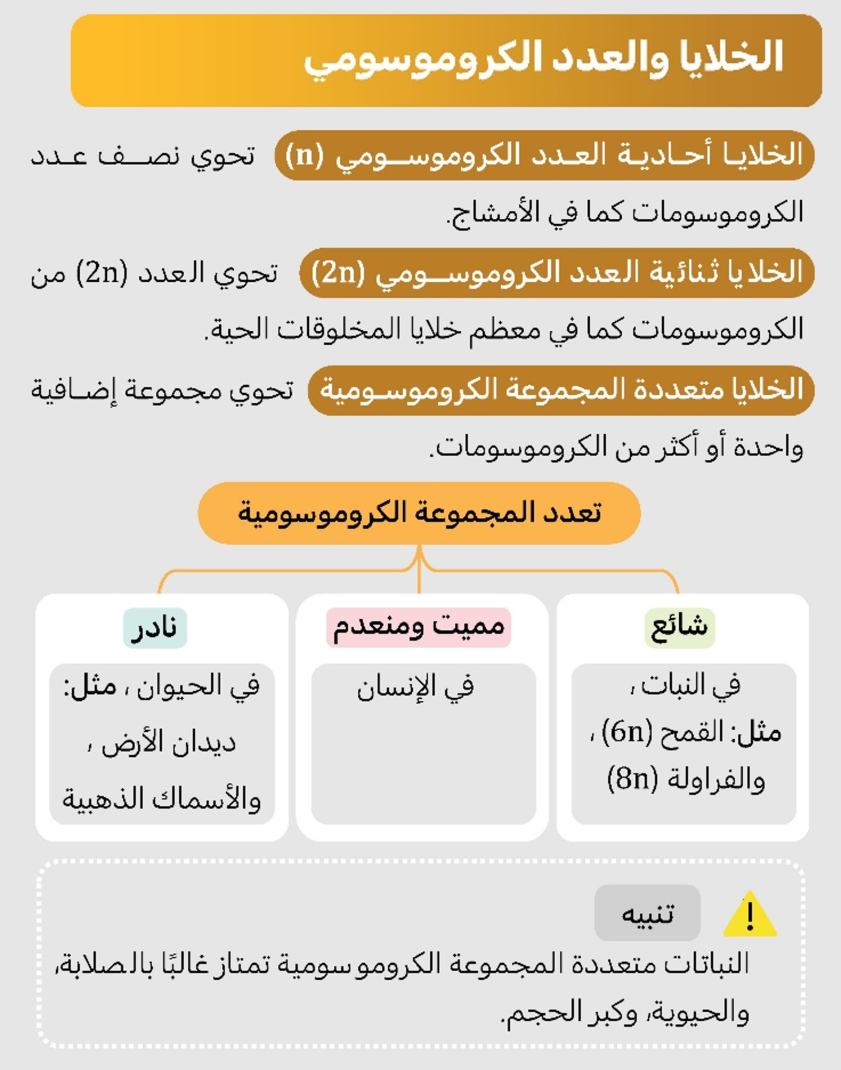 الخلايا والعدد الكروموسومي
الخلايا أحادية العدد الكروموسومي (n) تحوي نصف عدد
الكروموسومات كما في الأمشاج.
الخلايا ثنائية العدد الكروموسومي (2n) تحوي العدد (2n) من
الكروموسومات كما في معظم خلايا المخلوقات الحية.
الخلايا متعددة المجموعة الكروموسومية تحوي مجموعة إضافية
واحدة أو أكثر من الكروموسومات.
تعدد المجموعة الكروموسومية
شائع
في النبات،
مثل: القمح (6n)،
والفراولة (8n)
مميت ومنعدم
في الإنسان
نادر
في الحيوان، مثل:
ديدان الأرض،
والأسماك الذهبية
تنبيه
النباتات متعددة المجموعة الكروموسومية تمتاز غالبًا بالصلابة،
والحيوية، وكبر الحجم.